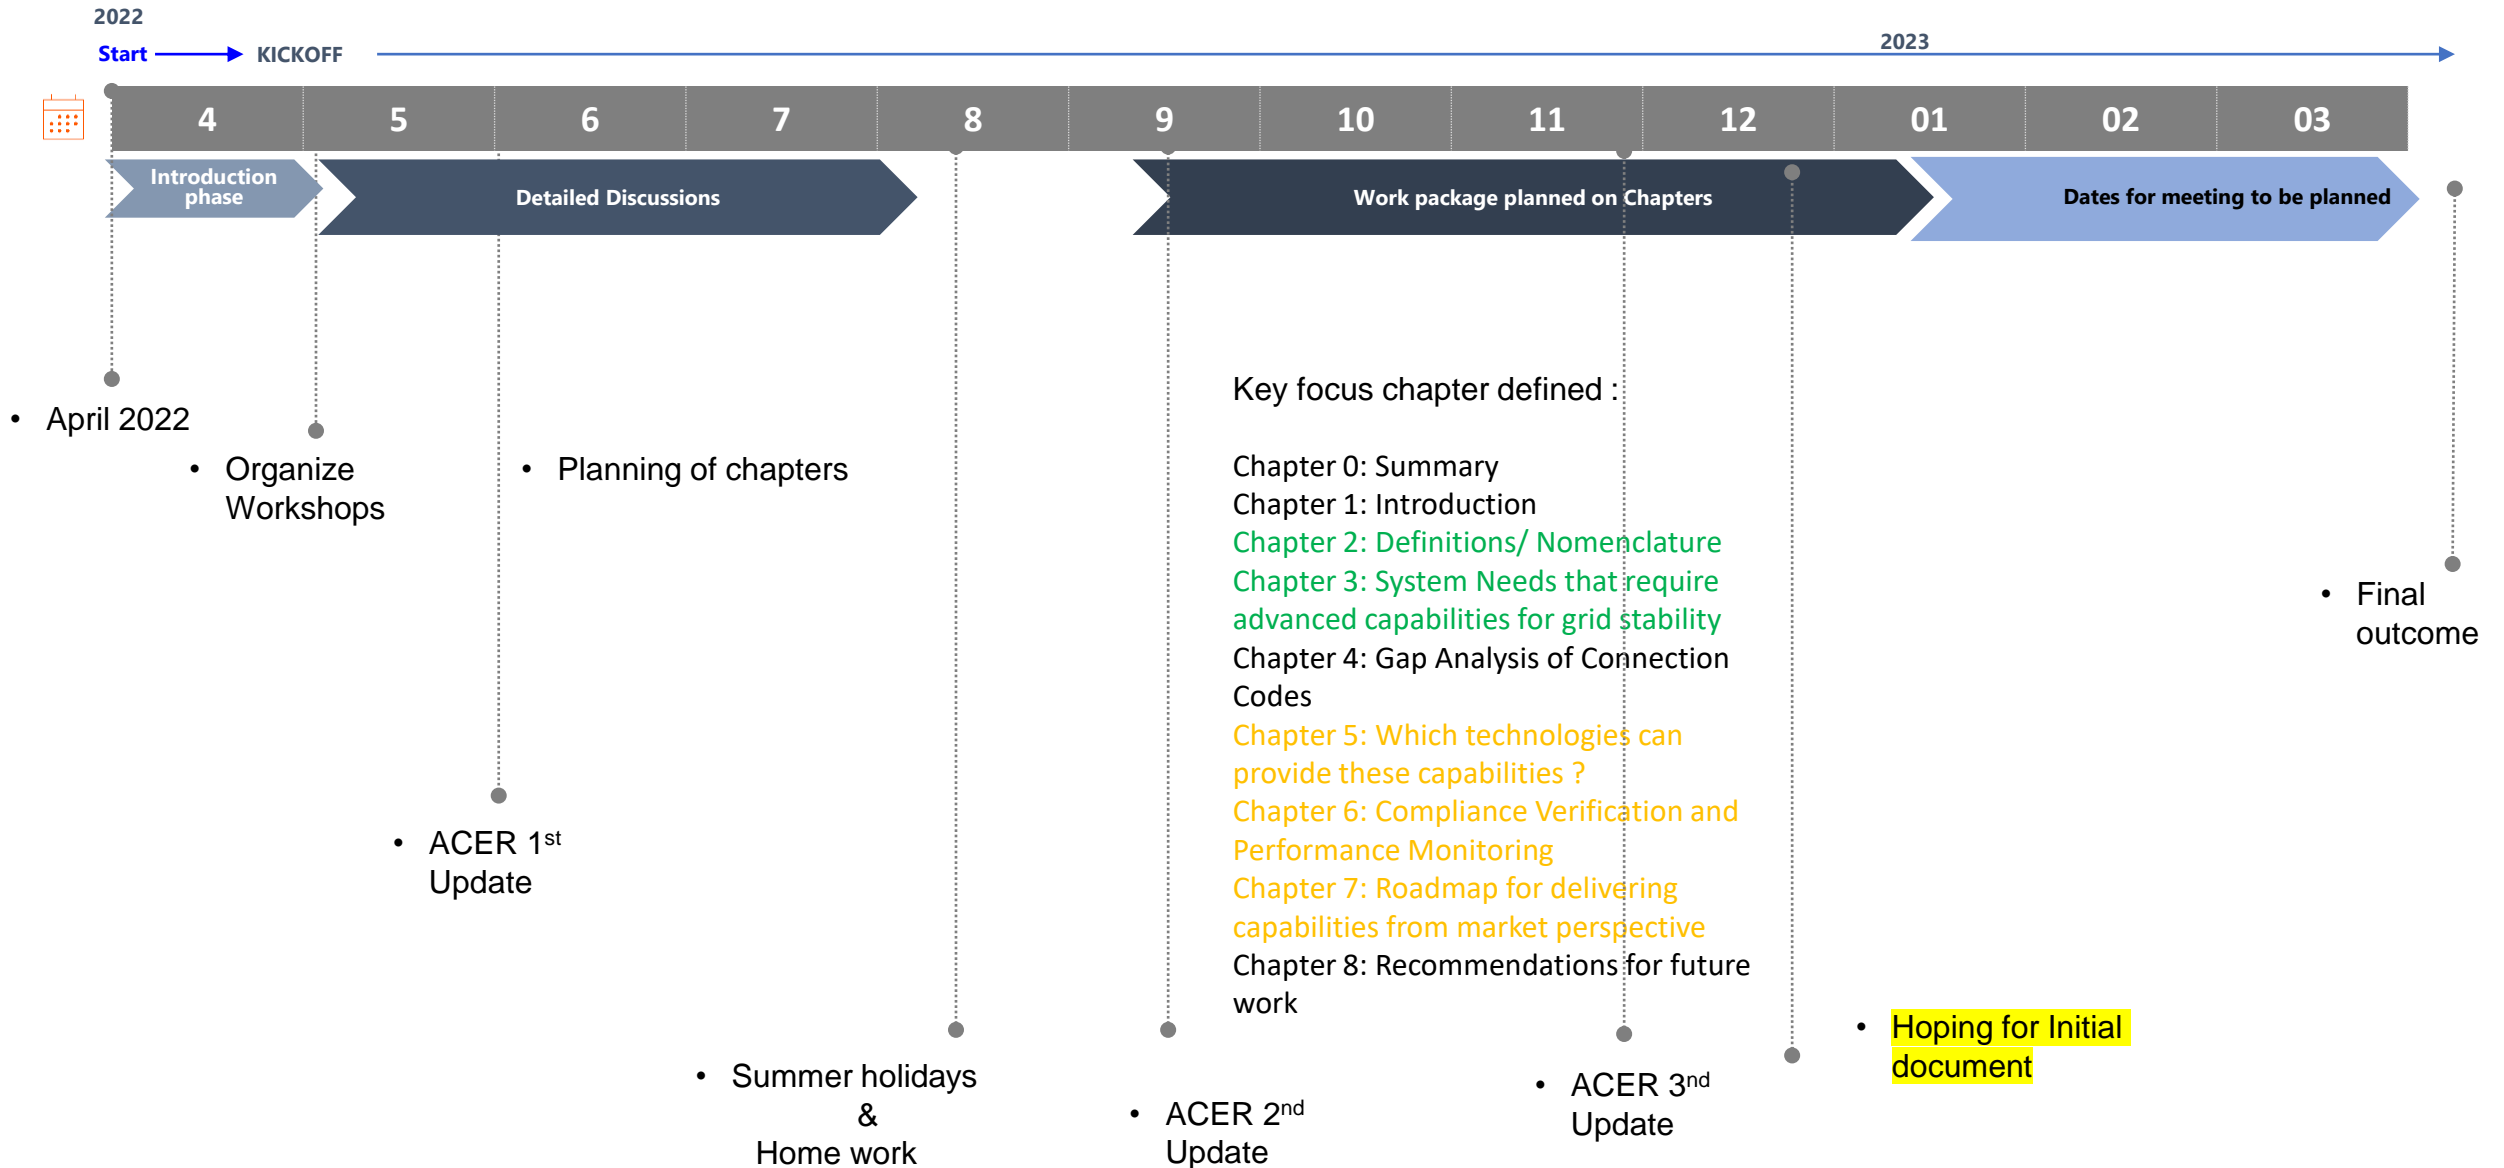 2022
Start
KICKOFF
2023
4
5
6
7
8
9
10
11
12
01
02
03
Introduction
phase
Detailed Discussions
Work package planned on Chapters
Dates for meeting to be planned
• April 2022
• Organize
Workshops
• Planning of chapters
• ACER 1st
Update
• Summer holidays
&
Home work
• ACER 2nd
Update
Key focus chapter defined :
Chapter 0: Summary
Chapter 1: Introduction
Chapter 2: Definitions/ Nomenclature
Chapter 3: System Needs that require
advanced capabilities for grid stability
Chapter 4: Gap Analysis of Connection
Codes
Chapter 5: Which technologies can
provide these capabilities ?
Chapter 6: Compliance Verification and
Performance Monitoring
Chapter 7: Roadmap for delivering
capabilities from market perspective
Chapter 8: Recommendations for future
work
• ACER 3nd
Update
• Hoping for Initial
document
• Final
outcome